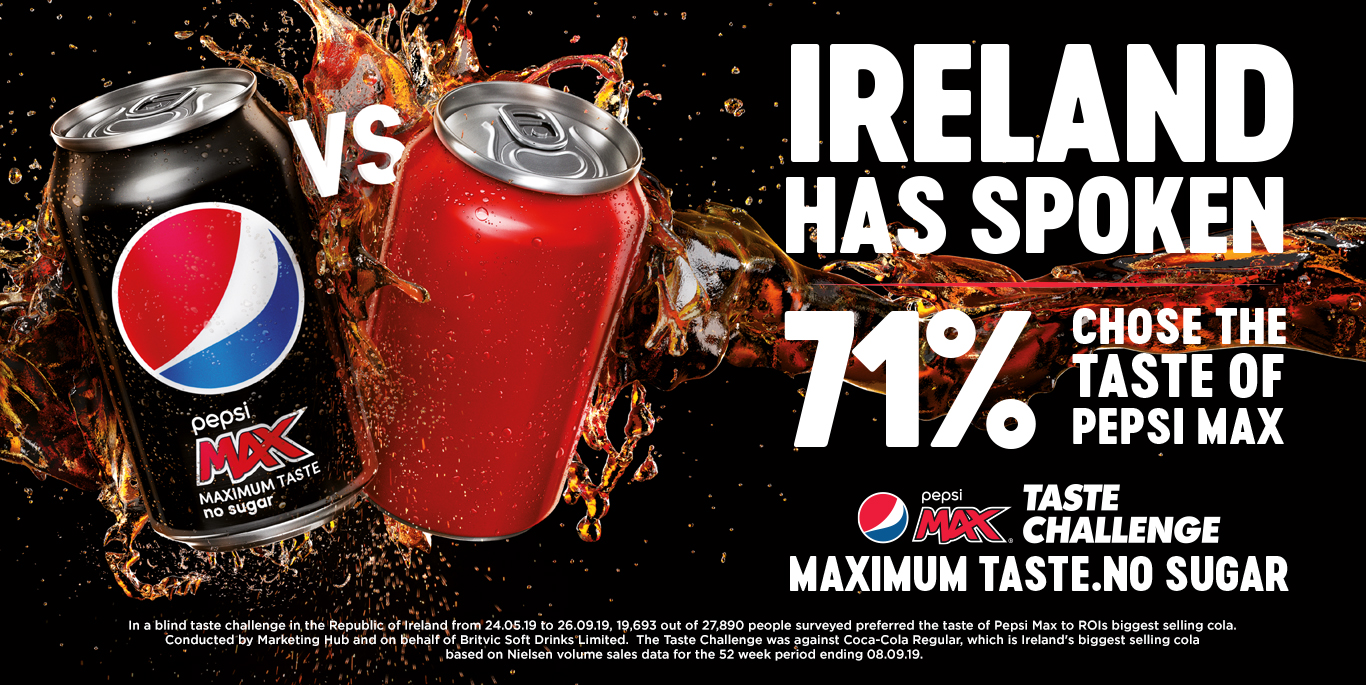 VS
pepsi
MAX
MAXIMUM TASTE
no sugar
IRELAND
HAS SPOKEN
71%
CHOSE THE
TASTE OF
PEPSI MAX
pepsi
MAX®
TASTE
CHALLENGE
MAXIMUM TASTE.NO SUGAR
In a blind taste challenge in the Republic of Ireland from 24.05.19 to 26.09.19, 19,693 out of 27,890 people surveyed preferred the taste of Pepsi Max to ROIs biggest selling cola.
Conducted by Marketing Hub and on behalf of Britvic Soft Drinks Limited. The Taste Challenge was against Coca-Cola Regular, which is Ireland's biggest selling cola
based on Nielsen volume sales data for the 52 week period ending 08.09.19.